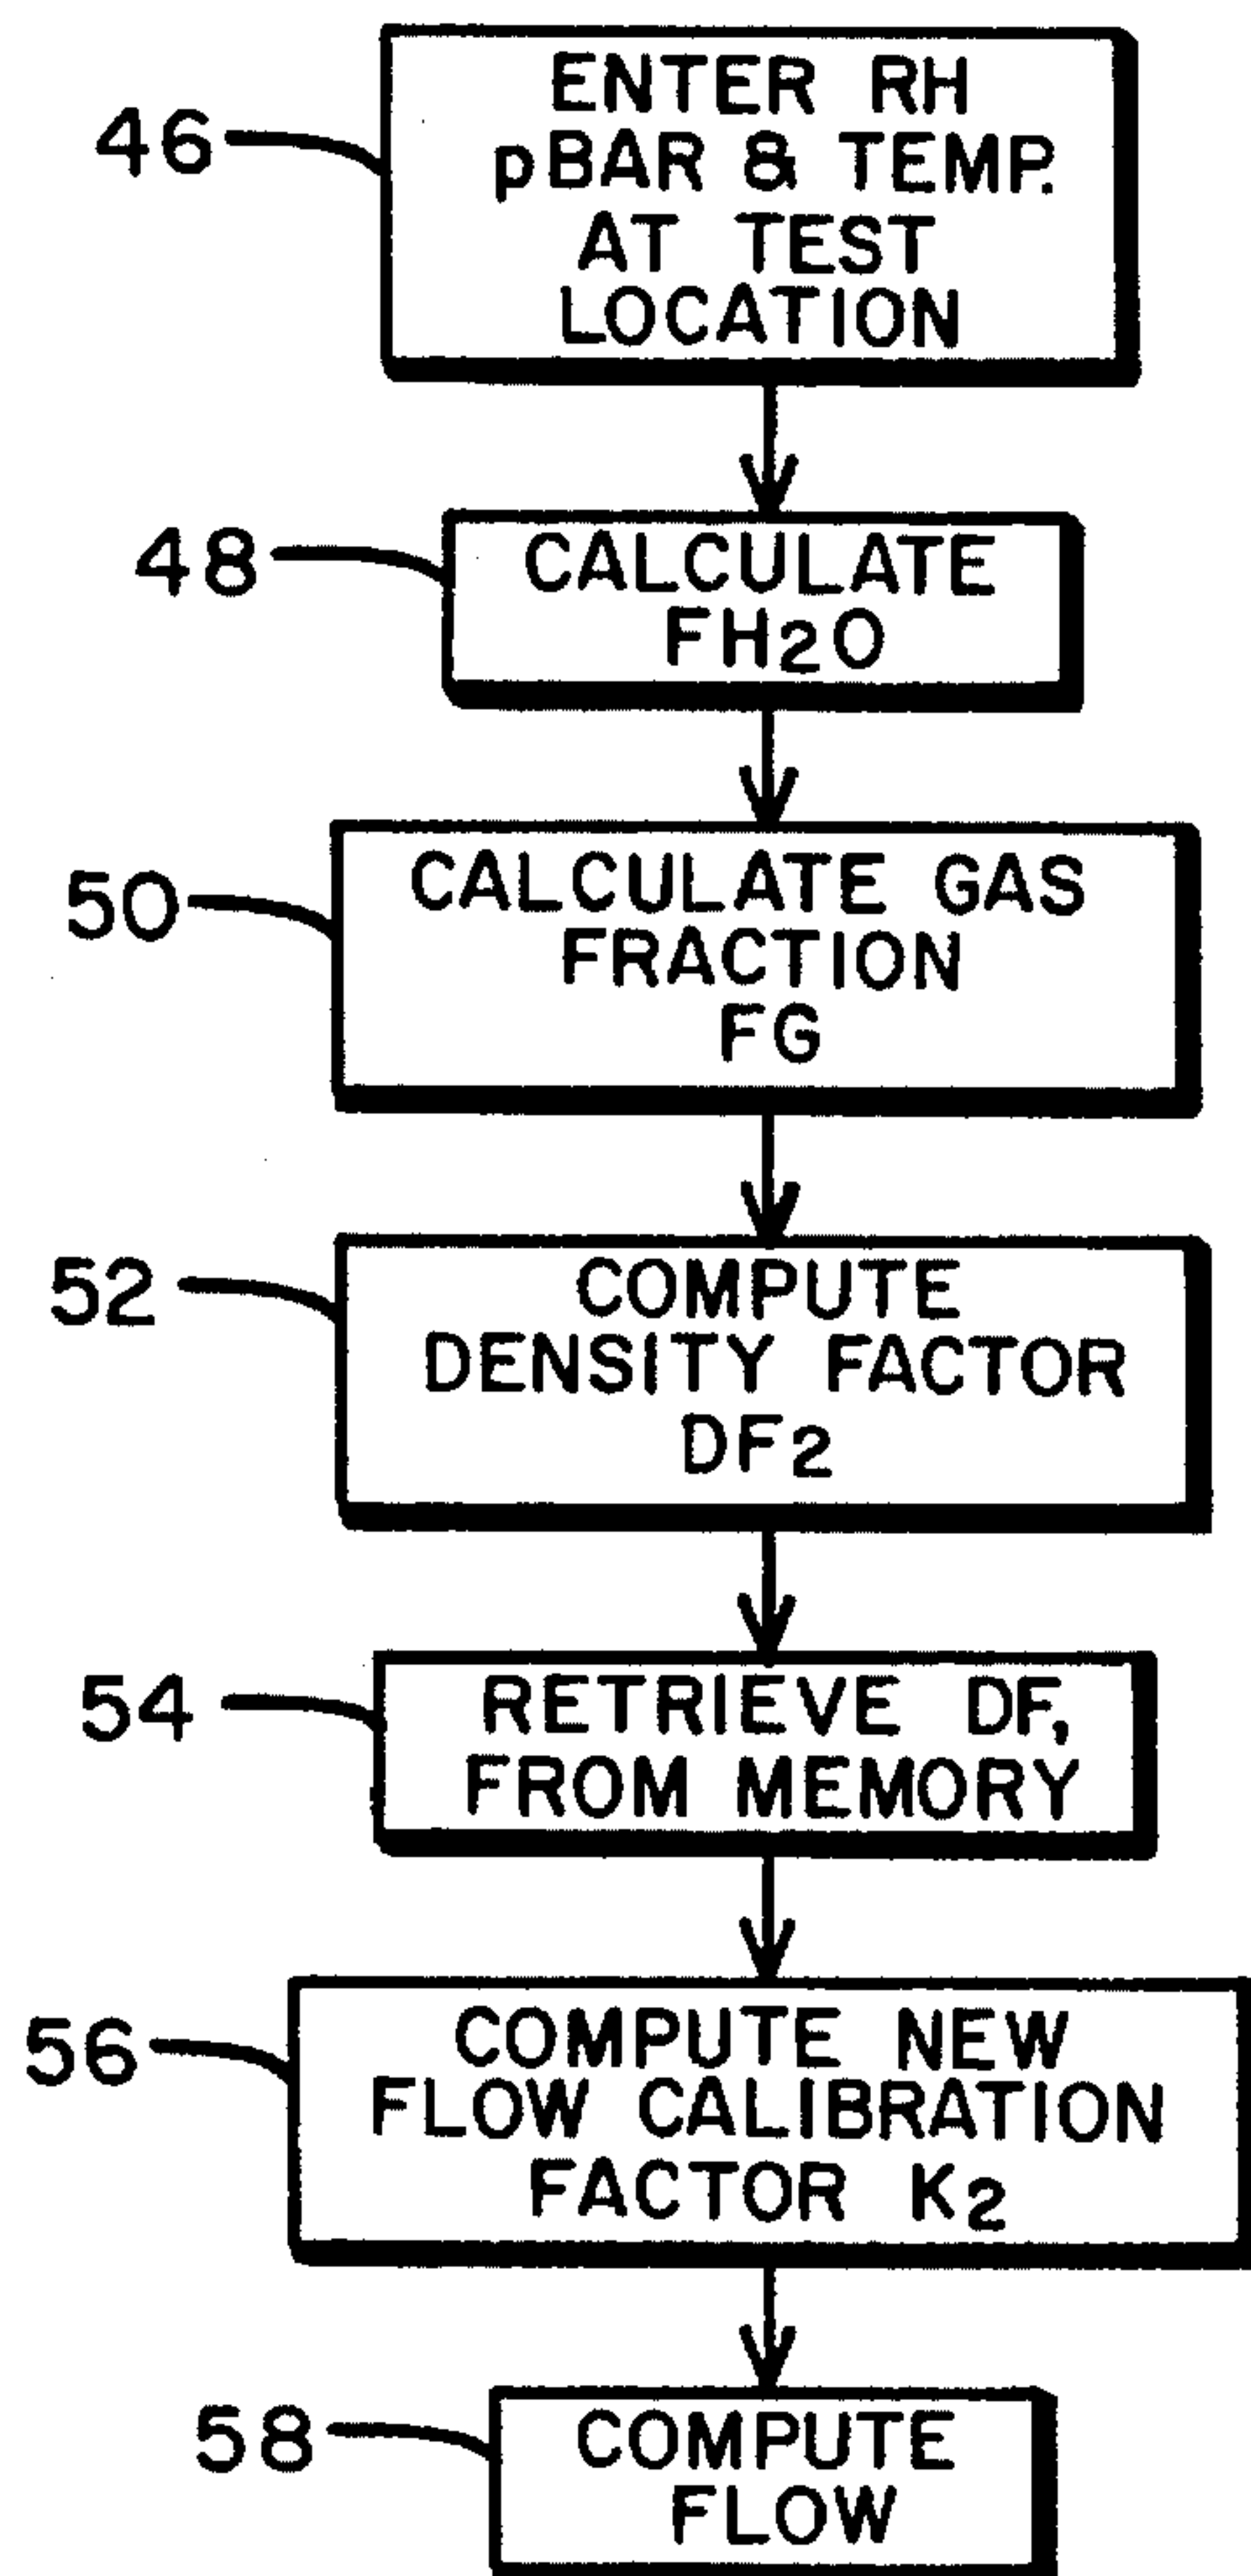 46
ENTER RH
pBAR & TEMP.
AT TEST
LOCATION
48
CALCULATE
FH₂O
50
CALCULATE GAS
FRACTION
FG
52
COMPUTE
DENSITY FACTOR
DF₂
54
RETRIEVE DF,
FROM MEMORY
56
COMPUTE NEW
FLOW CALIBRATION
FACTOR K₂
58
COMPUTE
FLOW